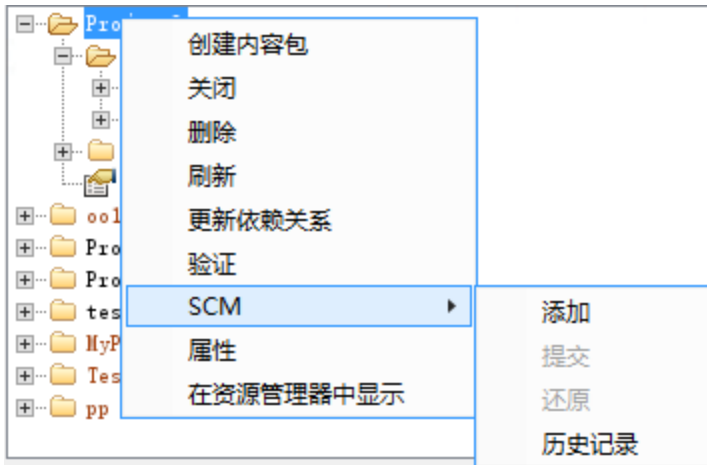 创建内容包
关闭
删除
刷新
更新依赖关系
验证
oo1
Pro
Pro
tes
SCM
添加
MyP
属性
提交
Tes
在资源管理器中显示
还原
pp
历史记录